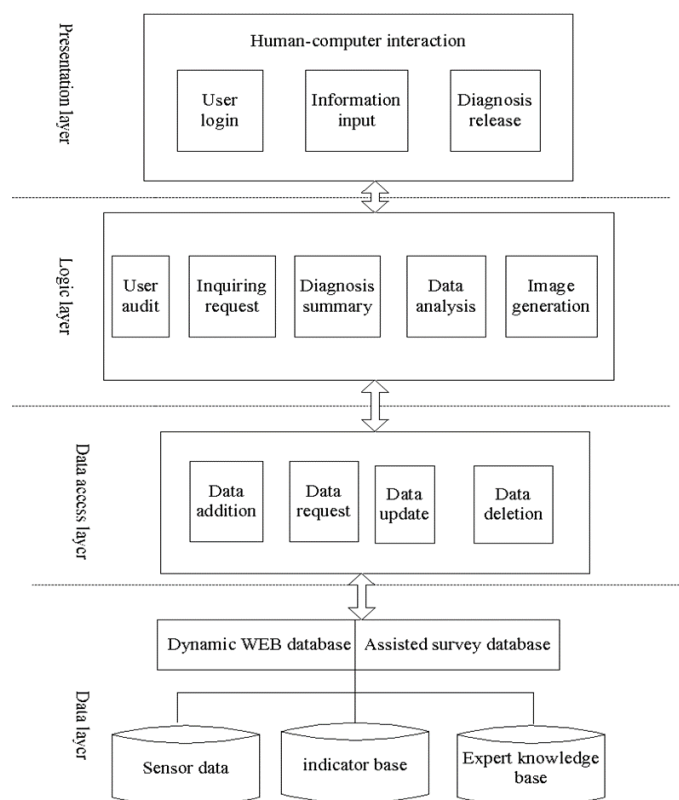 Presentation layer
Human-computer interaction
User
login
Information
input
Diagnosis
release
Logic layer
User
audit
Inquiring
request
Diagnosis
summary
Data
analysis
Image
generation
Data access layer
Data
addition
Data
request
Data
update
Data
deletion
Data layer
Dynamic WEB database
Assisted survey database
Sensor data
indicator base
Expert knowledge
base